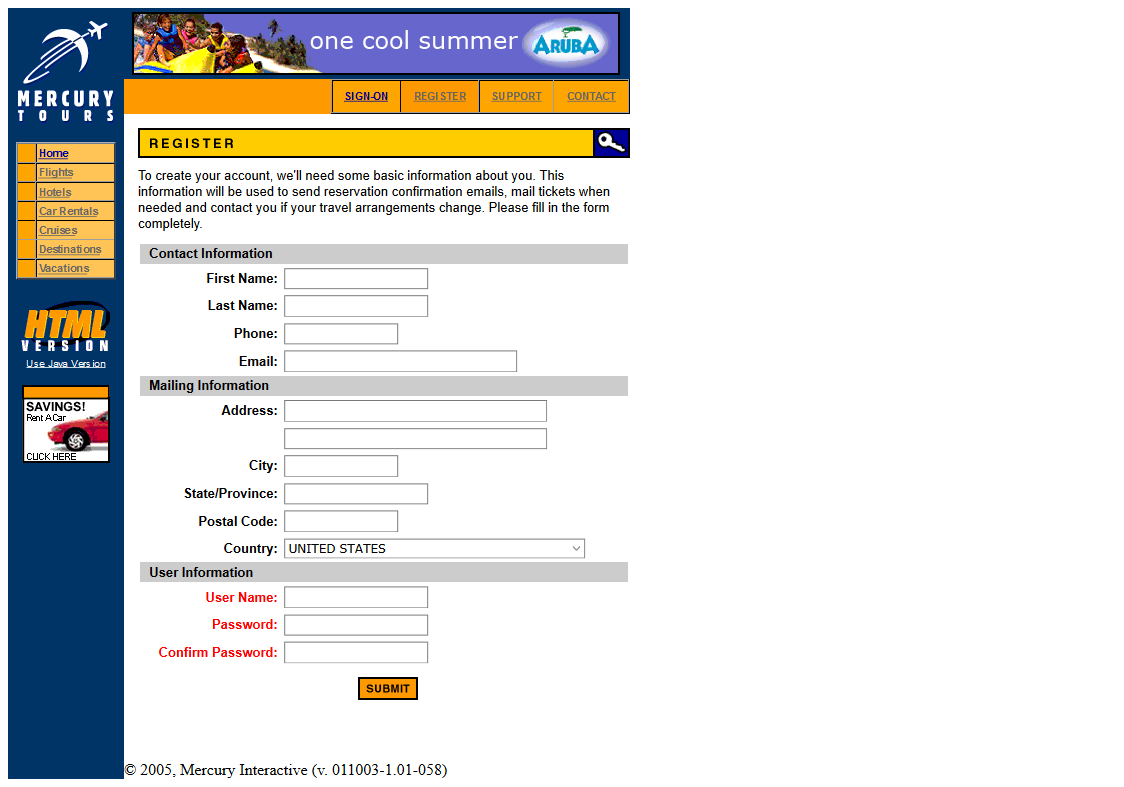 one cool summer ARUBA
MERCURY
TOURS
SIGN-ON REGISTER SUPPORT CONTACT
Home
Flights
Hotels
Car Rentals
Cruises
Destinations
Vacations
HTML
VERSION
Use Java Version
SAVINGS!
Rent A Car
CLICK HERE
REGISTER
To create your account, we'll need some basic information about you. This
information will be used to send reservation confirmation emails, mail tickets when
needed and contact you if your travel arrangements change. Please fill in the form
completely.
Contact Information
First Name:
Last Name:
Phone:
Email:
Mailing Information
Address:
City:
State/Province:
Postal Code:
Country: UNITED STATES
User Information
User Name:
Password:
Confirm Password:
SUBMIT
© 2005, Mercury Interactive (v. 011003-1.01-058)